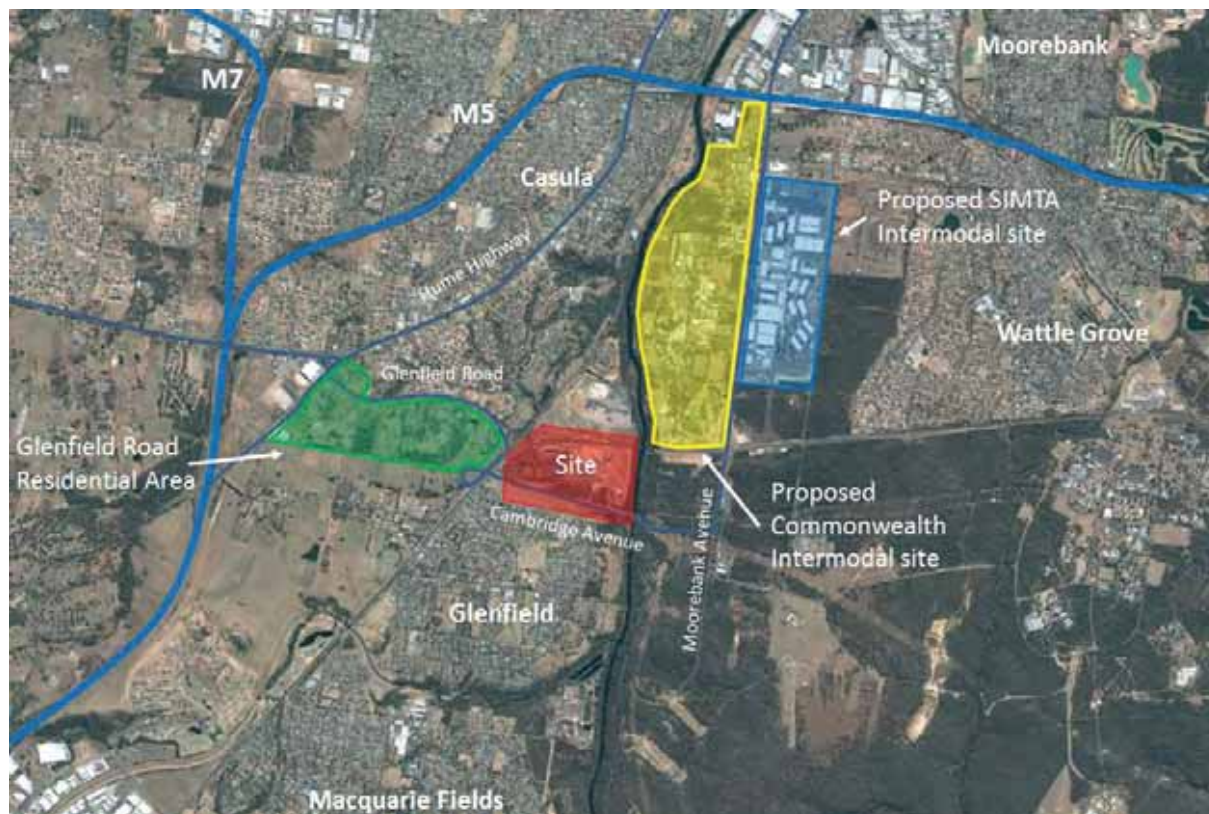 Moorebank
M7
M5
Casula
Proposed SIMTA
Intermodal site
Hume Highway
Wattle Grove
Glenfield Road
Glenfield Road
Residential Area
Site
Proposed
Commonwealth
Intermodal site
Cambridge Avenue
Moorebank Avenue
Glenfield
Macquarie Fields